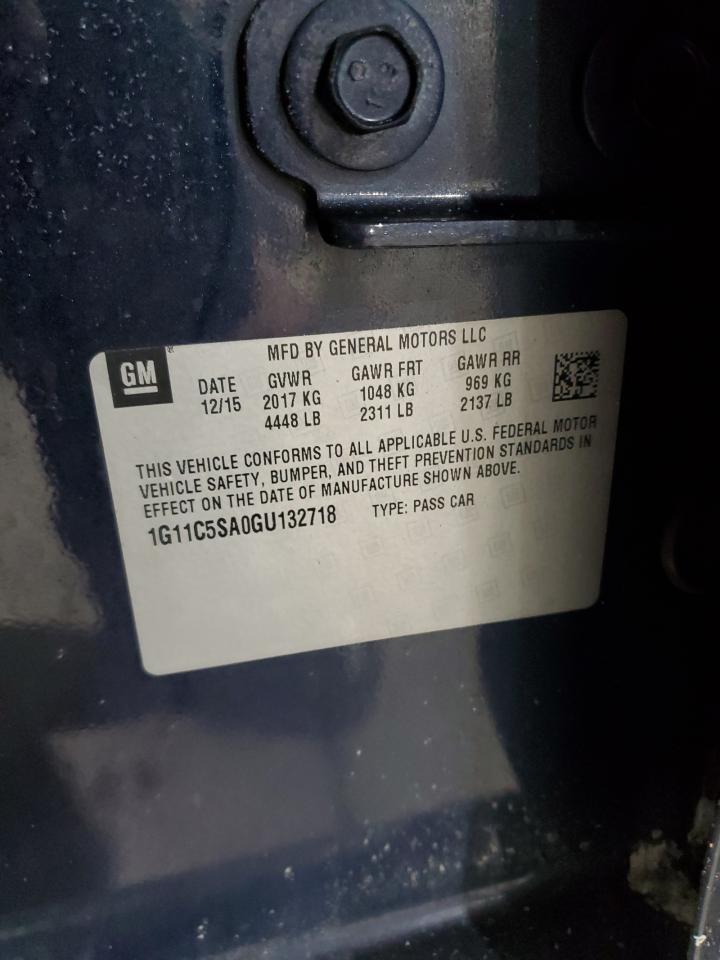 GM
MFD BY GENERAL MOTORS LLC
DATE GVWR GAWR FRT GAWR RR
12/15 2017 KG 1048 KG 969 KG
4448 LB 2311 LB 2137 LB
THIS VEHICLE CONFORMS TO ALL APPLICABLE U.S. FEDERAL MOTOR
VEHICLE SAFETY, BUMPER, AND THEFT PREVENTION STANDARDS IN
EFFECT ON THE DATE OF MANUFACTURE SHOWN ABOVE.
1G11C5SA0GU132718 TYPE: PASS CAR